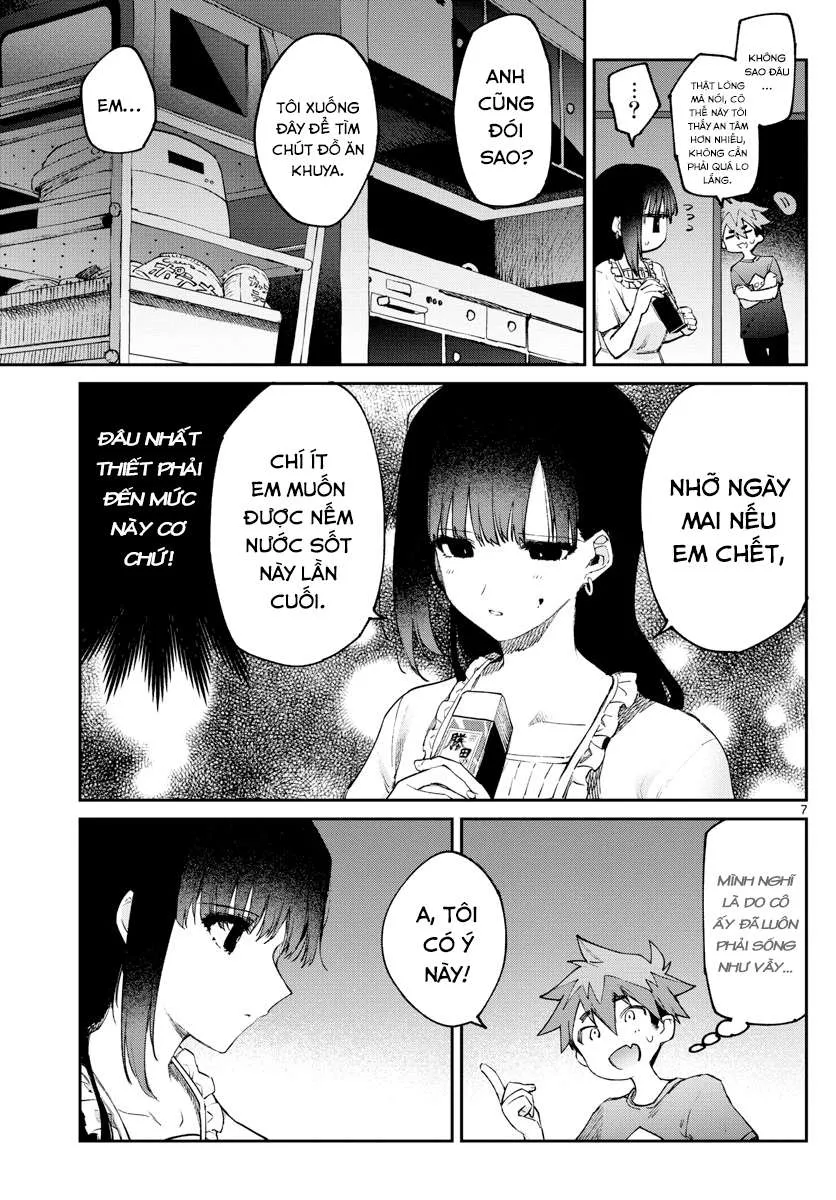 KHÔNG
SAO ĐÂU
...
THẬT LÒNG
MÀ NÓI, CÓ
THẾ NÀY TÔI
THẤY AN TÂM
HƠN NHIỀU,
KHÔNG CẦN
PHẢI QUÁ LO
LẮNG.
...?
ANH
CŨNG
ĐÓI
SAO?
TÔI XUỐNG
ĐÂY ĐỂ TÌM
CHÚT ĐỒ ĂN
KHUYA.
EM...
NHỠ NGÀY
MAI NẾU
EM CHẾT,
CHÍ ÍT
EM MUỐN
ĐƯỢC NẾM
NƯỚC SỐT
NÀY LẦN
CUỐI.
ĐÂU NHẤT
THIẾT PHẢI
ĐẾN MỨC
NÀY CƠ
CHỨ!
勝田
7
MÌNH NGHĨ
LÀ DO CÔ
ẤY ĐÃ LUÔN
PHẢI SỐNG
NHƯ VẦY...
A, TÔI
CÓ Ý
NÀY!